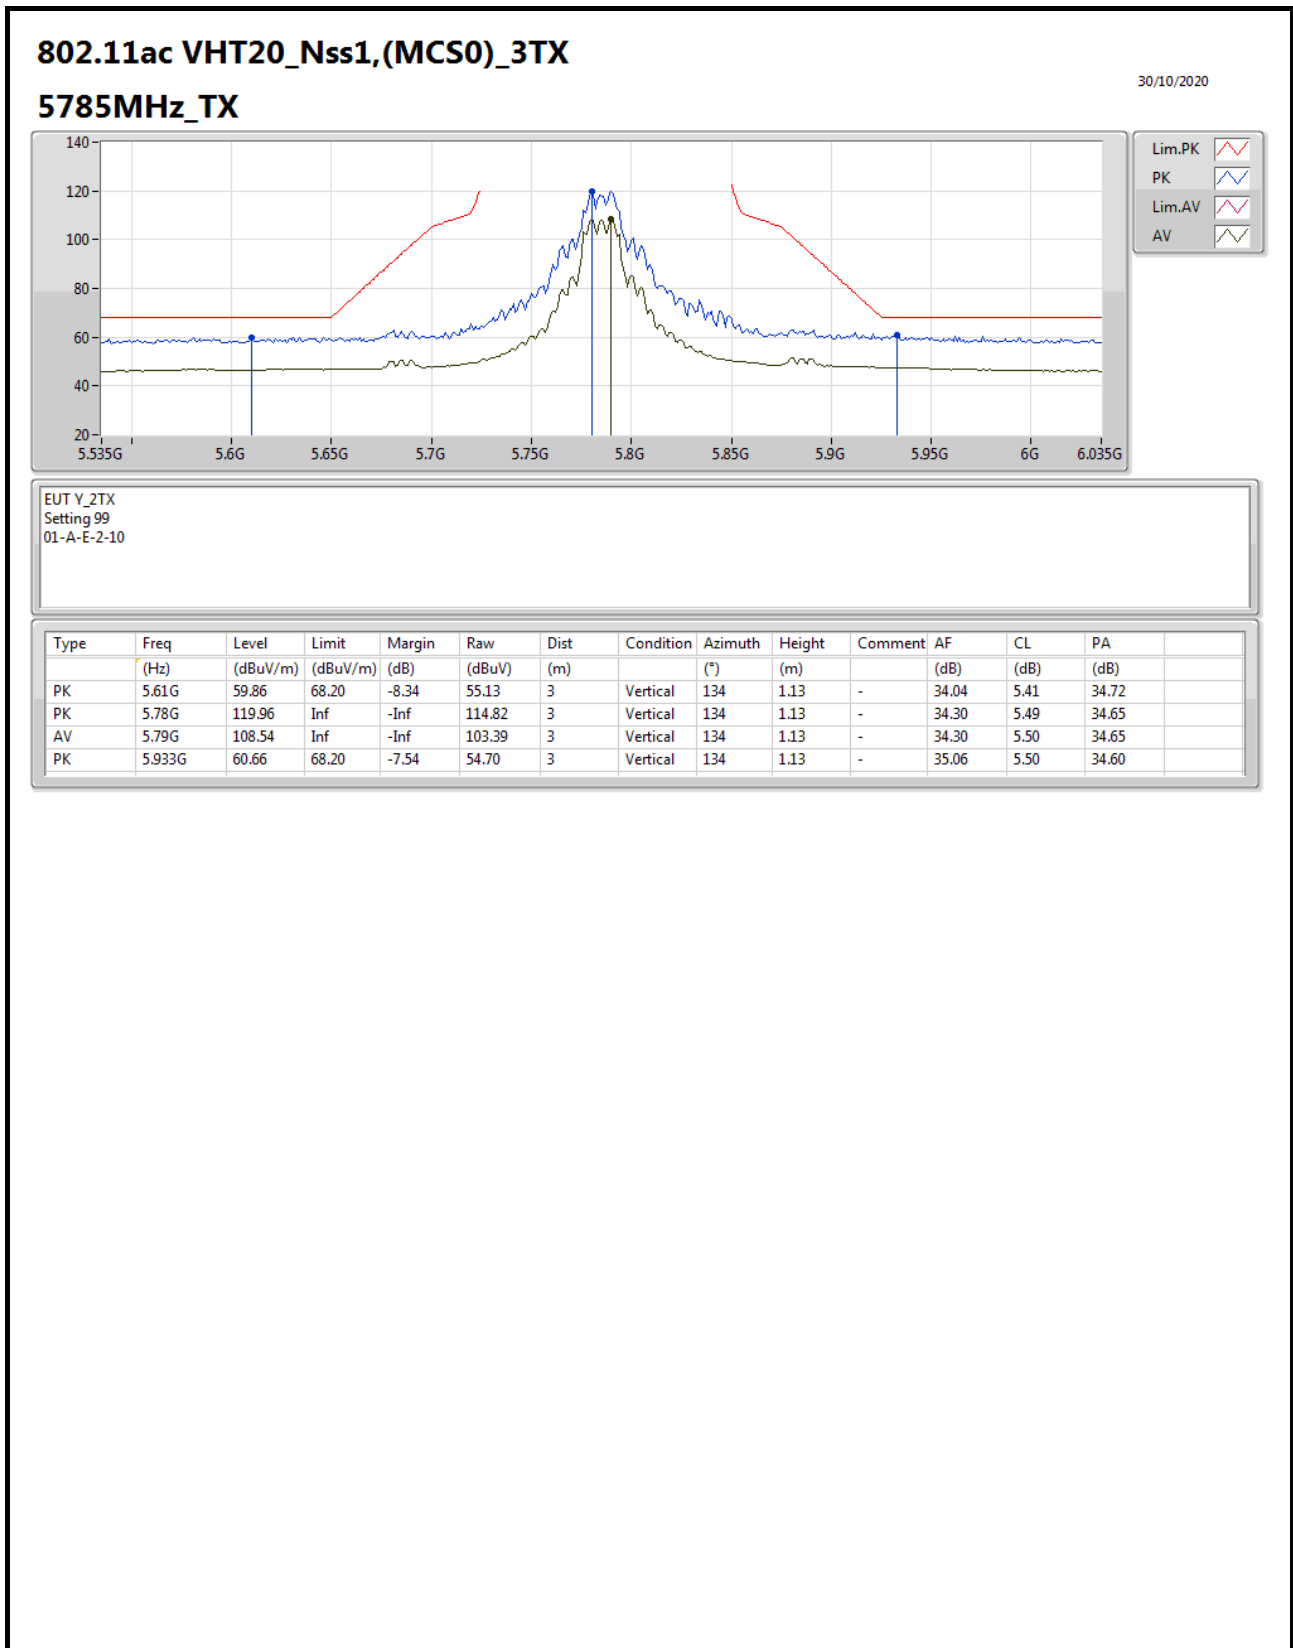 802.11ac VHT20_Nss1,(MCS0)_3TX
30/10/2020
5785MHz_TX
140
120
100
80
60
40
20
5.535G 5.6G 5.65G 5.7G 5.75G 5.8G 5.85G 5.9G 5.95G 6G 6.035G
Lim.PK
PK
Lim.AV
AV
EUT Y_2TX
Setting 99
01-A-E-2-10
Type Freq Level Limit Margin Raw Dist Condition Azimuth Height Comment AF CL PA
(Hz) (dBuV/m) (dBuV/m) (dB) (dBuV) (m) (°) (m) (dB) (dB) (dB)
PK 5.61G 59.86 68.20 -8.34 55.13 3 Vertical 134 1.13 - 34.04 5.41 34.72
PK 5.78G 119.96 Inf -Inf 114.82 3 Vertical 134 1.13 - 34.30 5.49 34.65
AV 5.79G 108.54 Inf -Inf 103.39 3 Vertical 134 1.13 - 34.30 5.50 34.65
PK 5.933G 60.66 68.20 -7.54 54.70 3 Vertical 134 1.13 - 35.06 5.50 34.60